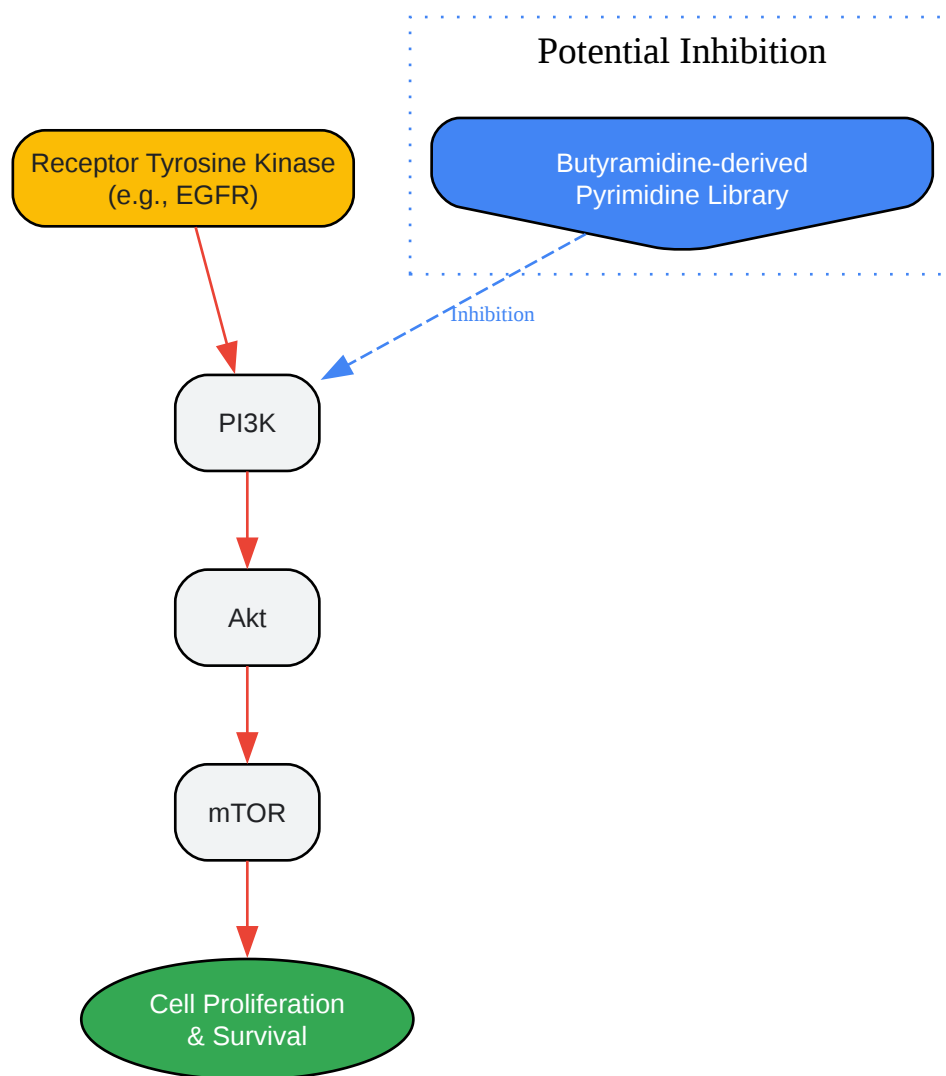 Potential Inhibition
Receptor Tyrosine Kinase
(e.g., EGFR)
Butyramidine-derived
Pyrimidine Library
Inhibition
PI3K
Akt
mTOR
Cell Proliferation
& Survival